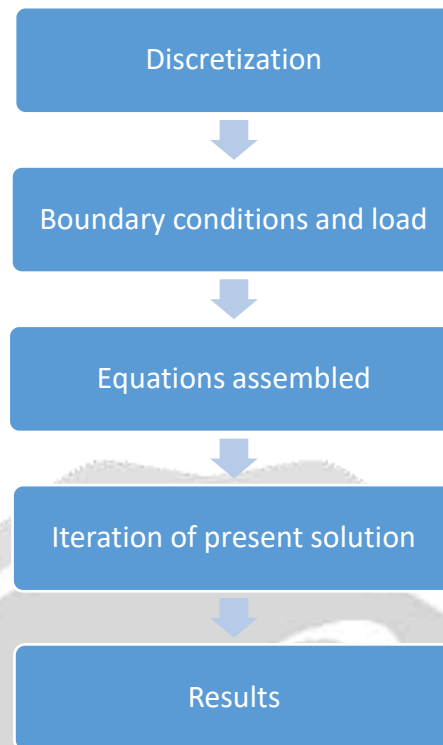 Discretization
Boundary conditions and load
Equations assembled
Iteration of present solution
Results